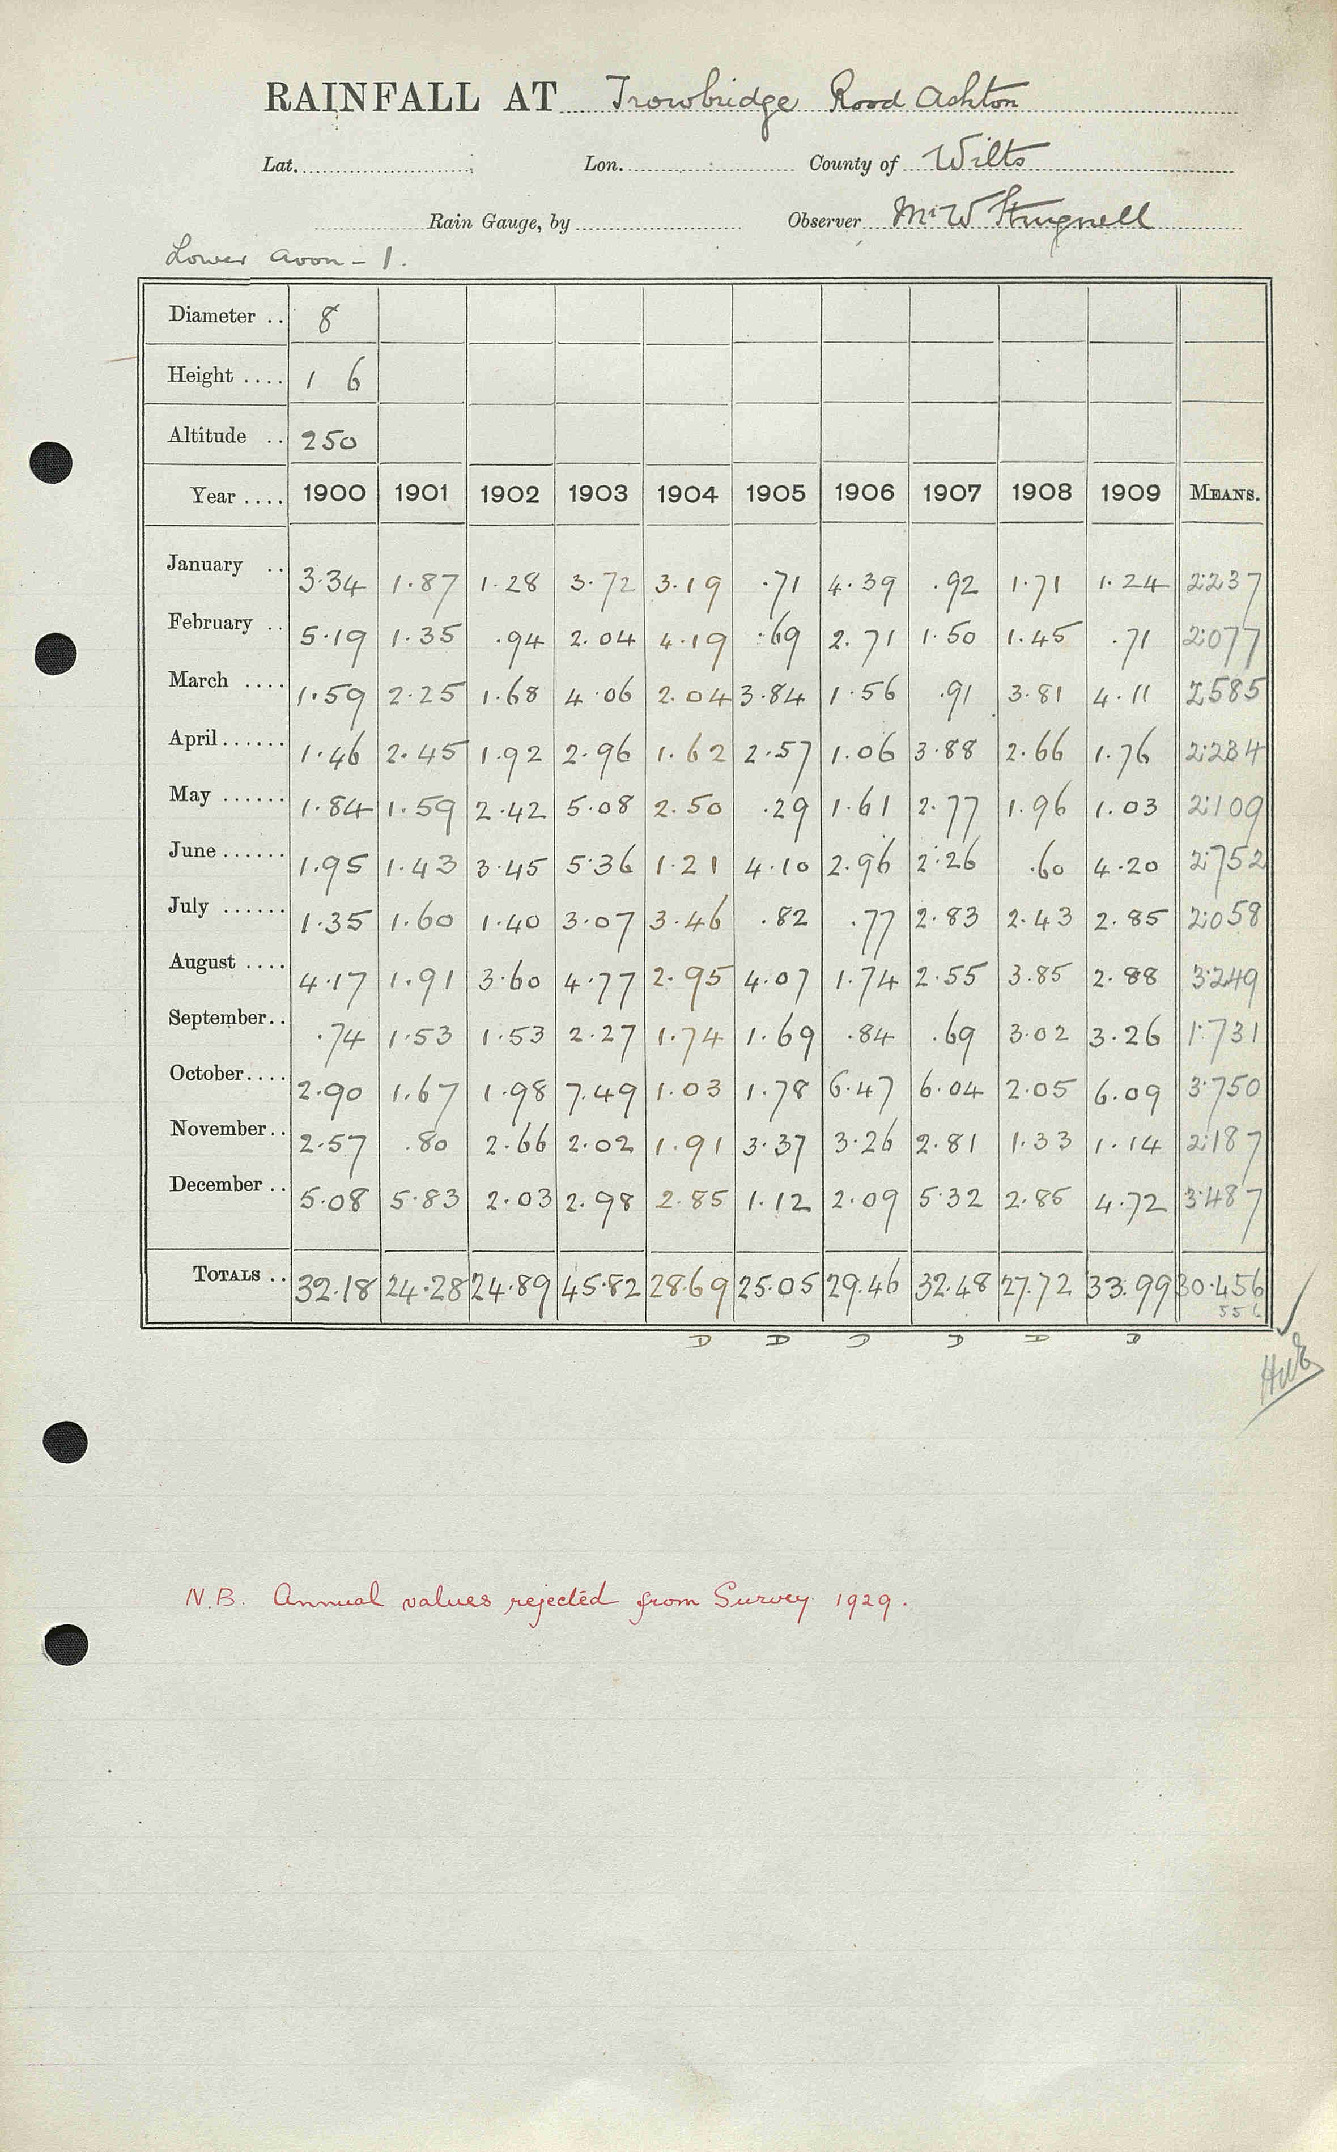 RAINFALL AT Trowbridge Rood Ashton
Lat. Lon. County of Wilts
Rain Gauge, by Observer Mr W Strugnell
Lower Avon - 1.
Diameter .. 8
Height .... 1 6
Altitude .. 250
Year .... 1900 1901 1902 1903 1904 1905 1906 1907 1908 1909 MEANS.
January .. 3.34 1.87 1.28 3.72 3.19 .71 4.39 .92 1.71 1.24 2.237
February .. 5.19 1.35 .94 2.04 4.19 .69 2.71 1.50 1.45 .71 2.077
March .... 1.59 2.25 1.68 4.06 2.04 3.84 1.56 .91 3.81 4.11 2.585
April ...... 1.46 2.45 1.92 2.96 1.62 2.57 1.06 3.88 2.66 1.76 2.234
May ...... 1.84 1.59 2.42 5.08 2.50 .29 1.61 2.77 1.96 1.03 2.109
June ...... 1.95 1.43 3.45 5.36 1.21 4.10 2.96 2.26 .60 4.20 2.752
July ...... 1.35 1.60 1.40 3.07 3.46 .82 .77 2.83 2.43 2.85 2.058
August .... 4.17 1.91 3.60 4.77 2.95 4.07 1.74 2.55 3.85 2.88 3.249
September .. .74 1.53 1.53 2.27 1.74 1.69 .84 .69 3.02 3.26 1.731
October .... 2.90 1.67 1.98 7.49 1.03 1.78 6.47 6.04 2.05 6.09 3.750
November .. 2.57 .80 2.66 2.02 1.91 3.37 3.26 2.81 1.33 1.14 2.187
December .. 5.08 5.83 2.03 2.98 2.85 1.12 2.09 5.32 2.85 4.72 3.487
TOTALS .. 32.18 24.28 24.89 45.82 28.69 25.05 29.46 32.48 27.72 33.99 30.456
D D D D D D
N.B. Annual values rejected from Survey 1929.